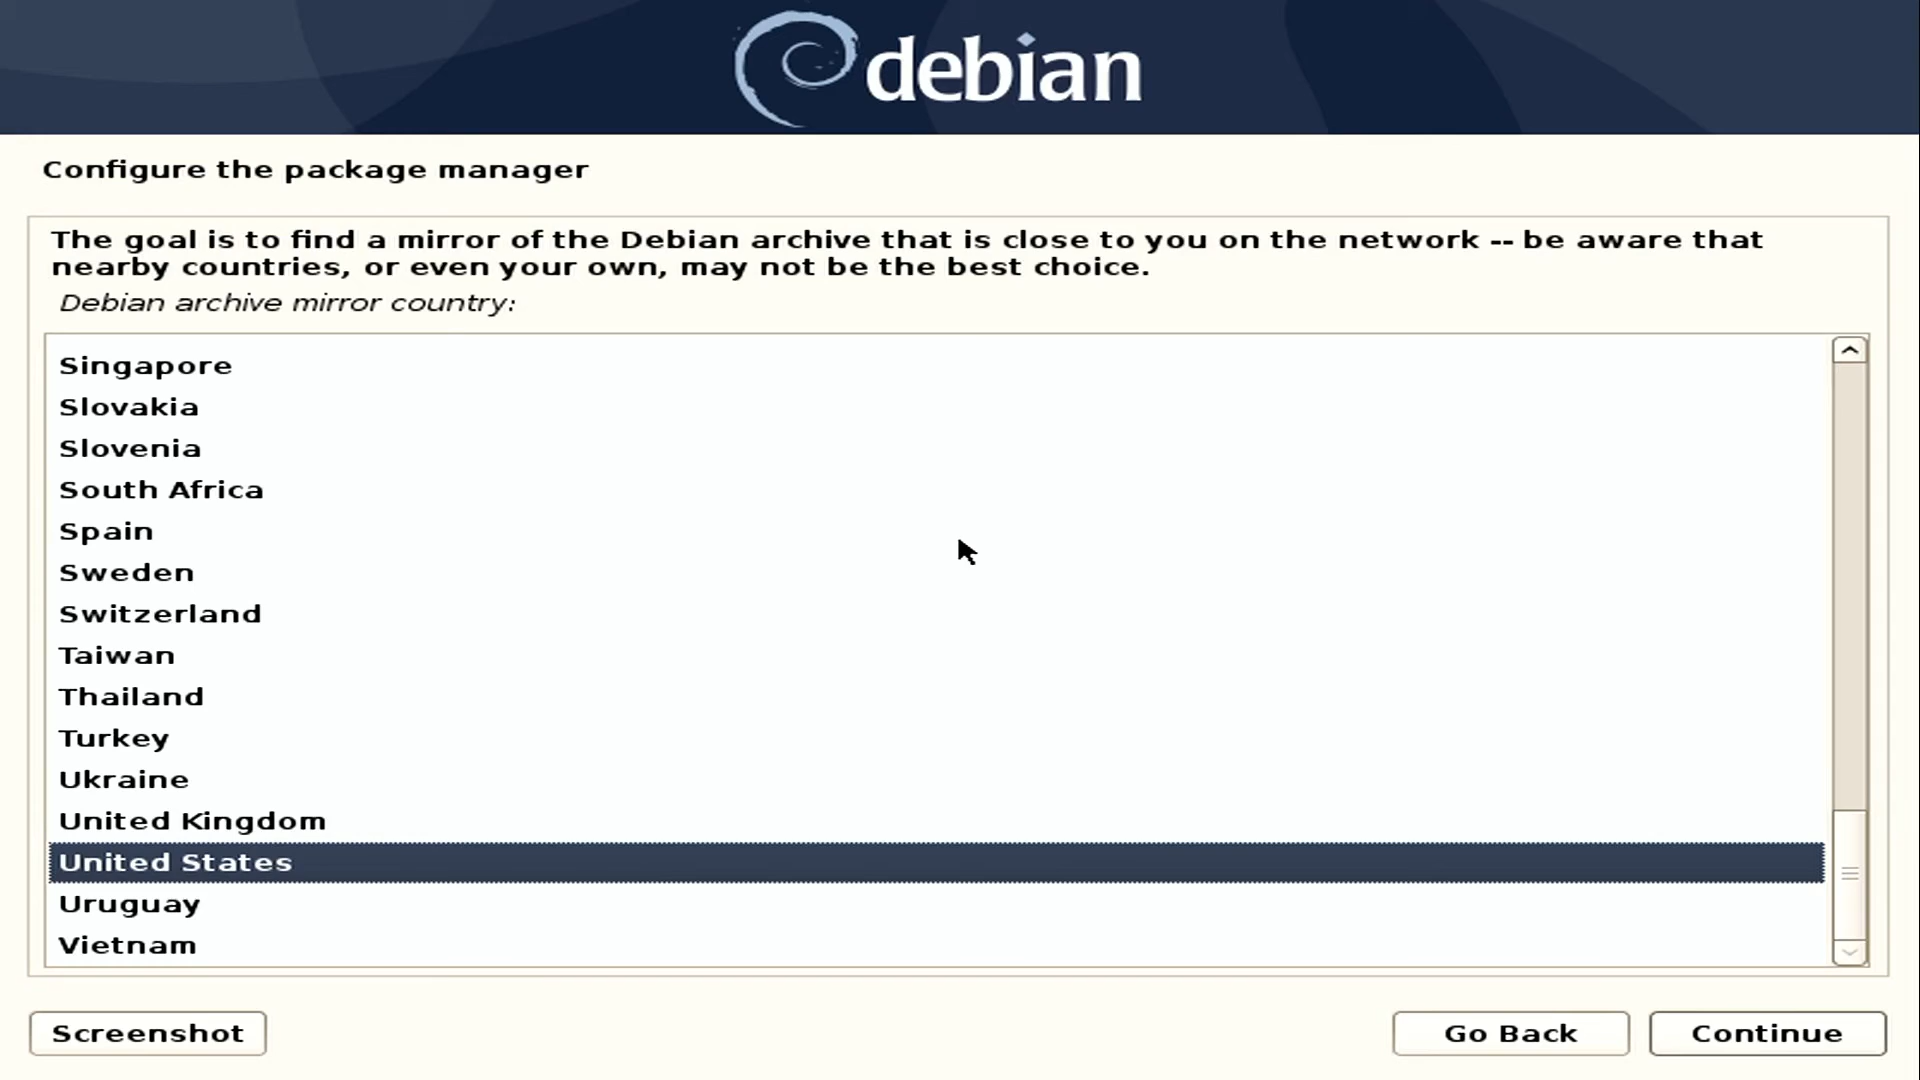 debian
Configure the package manager
The goal is to find a mirror of the Debian archive that is close to you on the network -- be aware that
nearby countries, or even your own, may not be the best choice.
Debian archive mirror country:
Singapore
Slovakia
Slovenia
South Africa
Spain
Sweden
Switzerland
Taiwan
Thailand
Turkey
Ukraine
United Kingdom
United States
Uruguay
Vietnam
Screenshot
Go Back
Continue